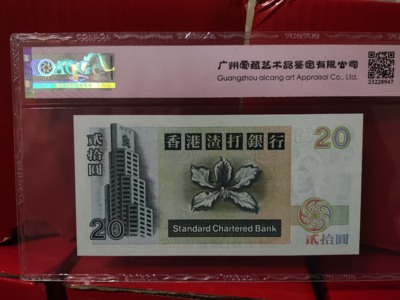 广州爱藏艺术品鉴定有限公司
Guangzhou aicang art Appraisal Co., Ltd.
23228947
香港渣打銀行
20
貳拾圓
Standard Chartered Bank
20
貳拾圓